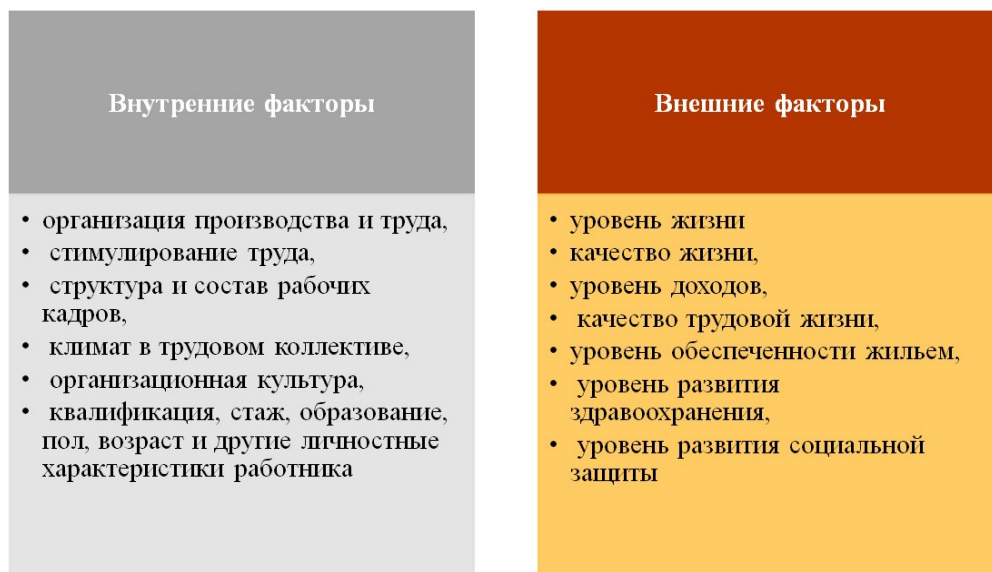 Внутренние факторы
• организация производства и труда,
• стимулирование труда,
• структура и состав рабочих
кадров,
• климат в трудовом коллективе,
• организационная культура,
• квалификация, стаж, образование,
пол, возраст и другие личностные
характеристики работника
Внешние факторы
• уровень жизни
• качество жизни,
• уровень доходов,
• качество трудовой жизни,
• уровень обеспеченности жильем,
• уровень развития
здравоохранения,
• уровень развития социальной
защиты